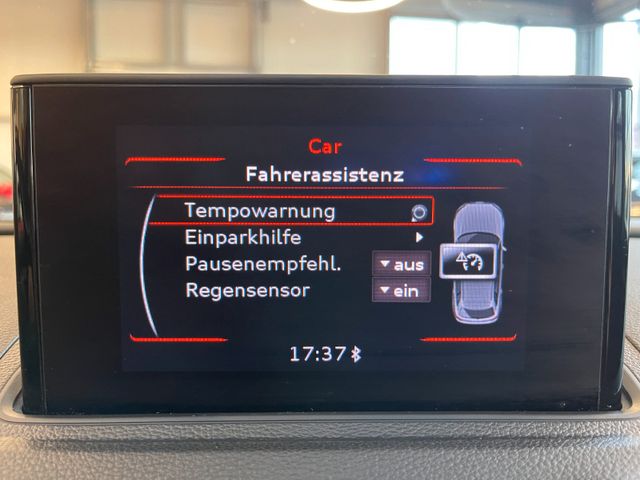 Car
Fahrerassistenz
Tempowarnung
Einparkhilfe
Pausenempfehl. aus
Regensensor ein
17:37